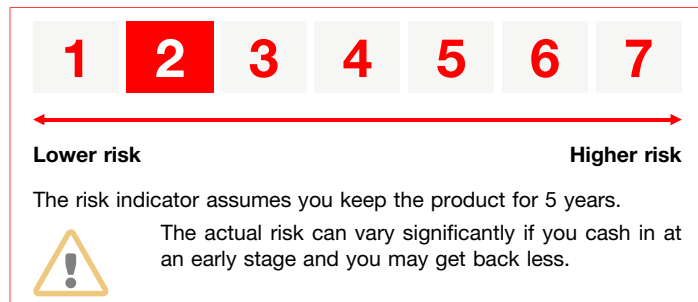 1 2 3 4 5 6 7
Lower risk Higher risk
The risk indicator assumes you keep the product for 5 years.
The actual risk can vary significantly if you cash in at
an early stage and you may get back less.